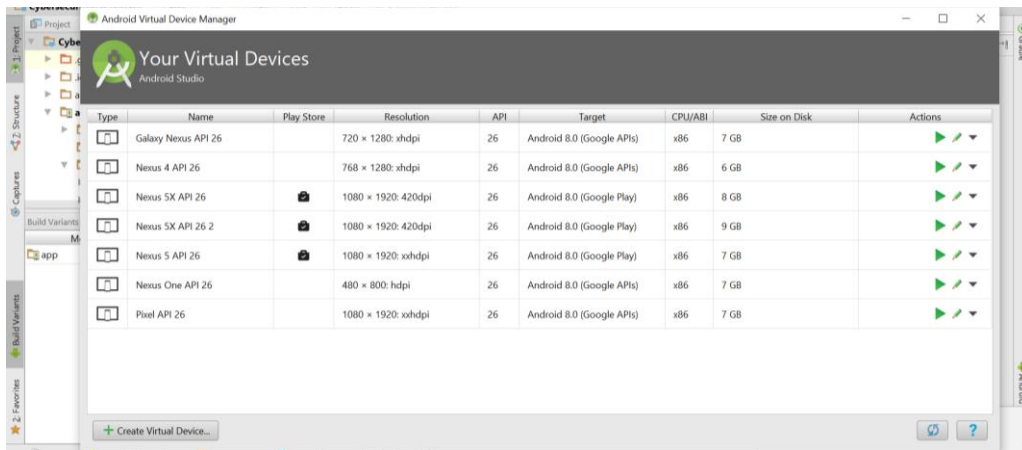 Android Virtual Device Manager
Your Virtual Devices
Android Studio
Type Name Play Store Resolution API Target CPU/ABI Size on Disk Actions
Galaxy Nexus API 26 720 × 1280: xhdpi 26 Android 8.0 (Google APIs) x86 7 GB
Nexus 4 API 26 768 × 1280: xhdpi 26 Android 8.0 (Google APIs) x86 6 GB
Nexus 5X API 26 1080 × 1920: 420dpi 26 Android 8.0 (Google Play) x86 8 GB
Nexus 5X API 26 2 1080 × 1920: 420dpi 26 Android 8.0 (Google Play) x86 9 GB
Nexus 5 API 26 1080 × 1920: xxhdpi 26 Android 8.0 (Google Play) x86 7 GB
Nexus One API 26 480 × 800: hdpi 26 Android 8.0 (Google APIs) x86 7 GB
Pixel API 26 1080 × 1920: xxhdpi 26 Android 8.0 (Google APIs) x86 7 GB
Create Virtual Device...
?
Project
Cybe
Build Variants
M
app
1: Project
7: Structure
Captures
Build Variants
2: Favorites